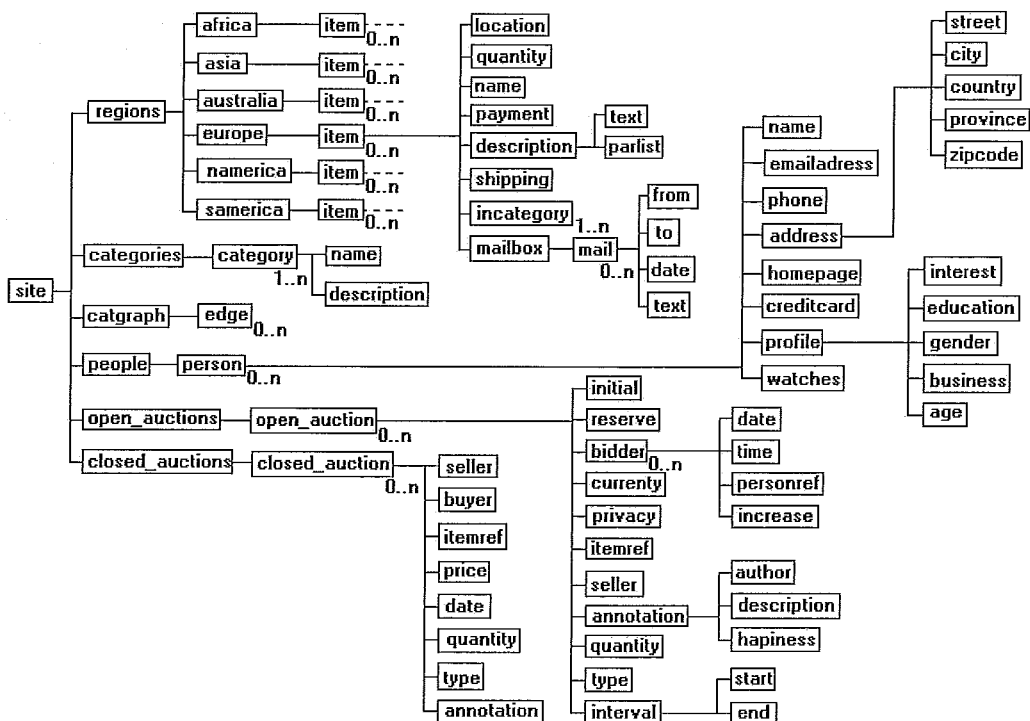 africa item 0..n
asia item 0..n
australia item 0..n
regions
europe item 0..n
namerica item 0..n
samerica item 0..n
location
quantity
name
payment
description
text
parlist
shipping
incategory 1..n
mailbox mail 0..n
from
to
date
text
site
categories category 1..n
name
description
catgraph edge 0..n
people person 0..n
name
emailadress
phone
address
street
city
country
province
zipcode
homepage
creditcard
profile
interest
education
gender
business
age
watches
open_auctions open_auction 0..n
initial
reserve
bidder 0..n
date
time
personref
increase
currenty
privacy
itemref
seller
annotation
author
description
hapiness
quantity
type
interval
start
end
closed_auctions closed_auction 0..n
seller
buyer
itemref
price
date
quantity
type
annotation